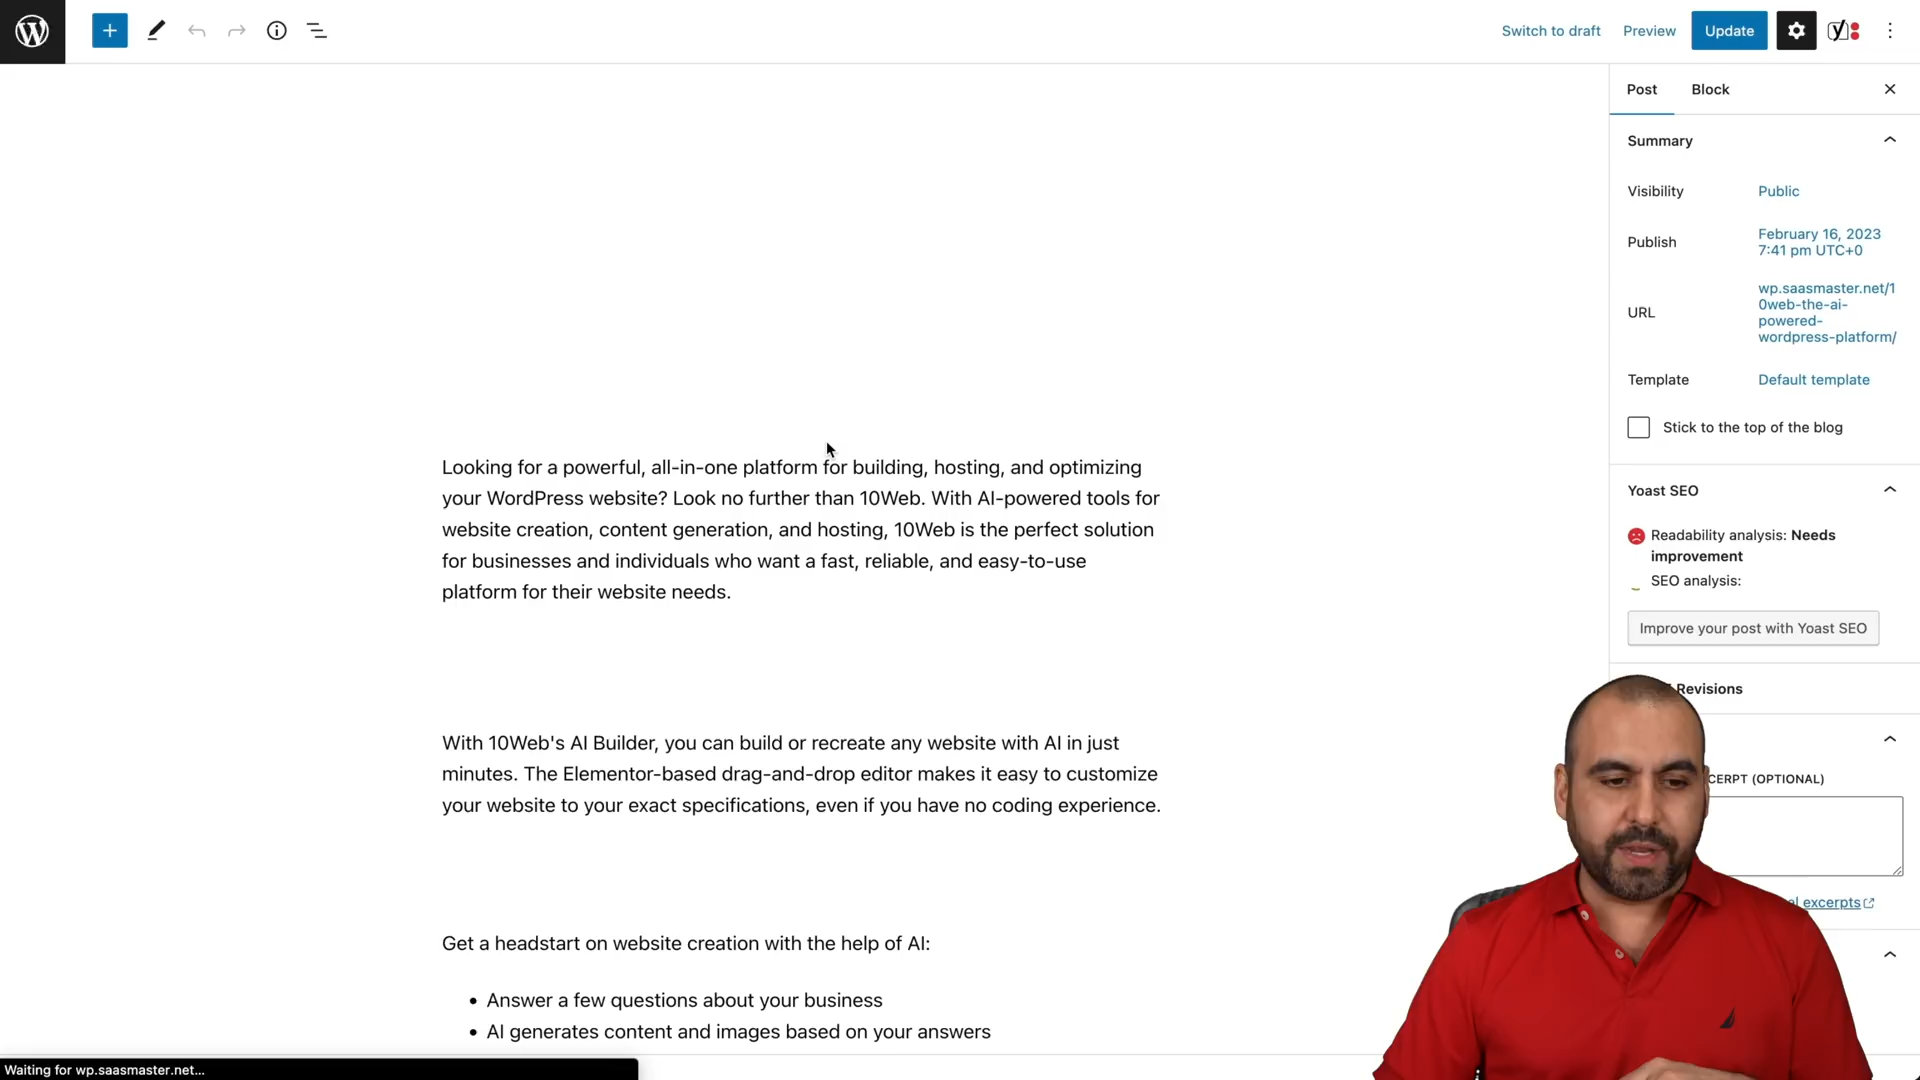 Switch to draft
Preview
Update
Post
Block
Summary
Visibility
Public
Publish
February 16, 2023
7:41 pm UTC+0
URL
wp.saasmaster.net/1
0web-the-ai-
powered-
wordpress-platform/
Template
Default template
Stick to the top of the blog
Yoast SEO
Readability analysis: Needs
improvement
SEO analysis:
Improve your post with Yoast SEO
Revisions
CERPT (OPTIONAL)
excerpts
Looking for a powerful, all-in-one platform for building, hosting, and optimizing
your WordPress website? Look no further than 10Web. With AI-powered tools for
website creation, content generation, and hosting, 10Web is the perfect solution
for businesses and individuals who want a fast, reliable, and easy-to-use
platform for their website needs.
With 10Web's AI Builder, you can build or recreate any website with AI in just
minutes. The Elementor-based drag-and-drop editor makes it easy to customize
your website to your exact specifications, even if you have no coding experience.
Get a headstart on website creation with the help of AI:
• Answer a few questions about your business
• AI generates content and images based on your answers
Waiting for wp.saasmaster.net...